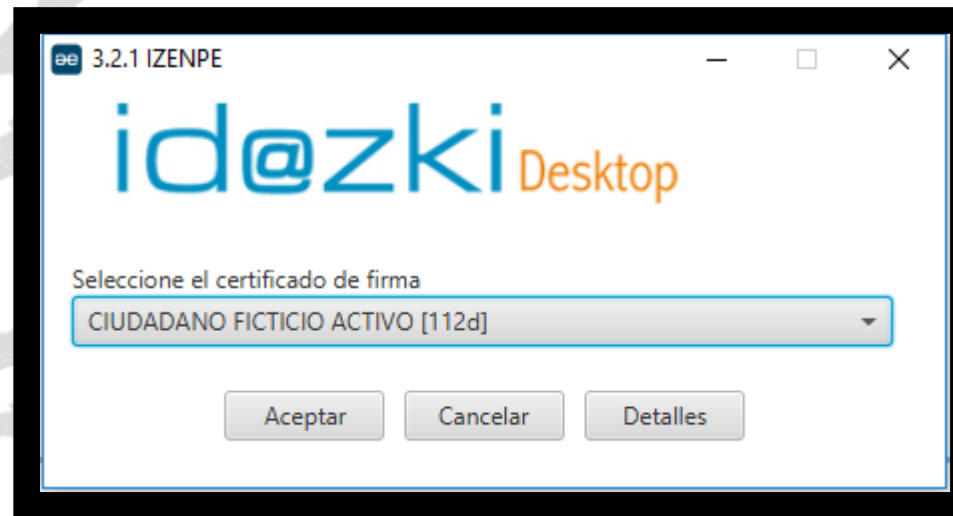 3.2.1 IZENPE
id@zki Desktop
Seleccione el certificado de firma
CIUDADANO FICTICIO ACTIVO [112d]
Aceptar Cancelar Detalles